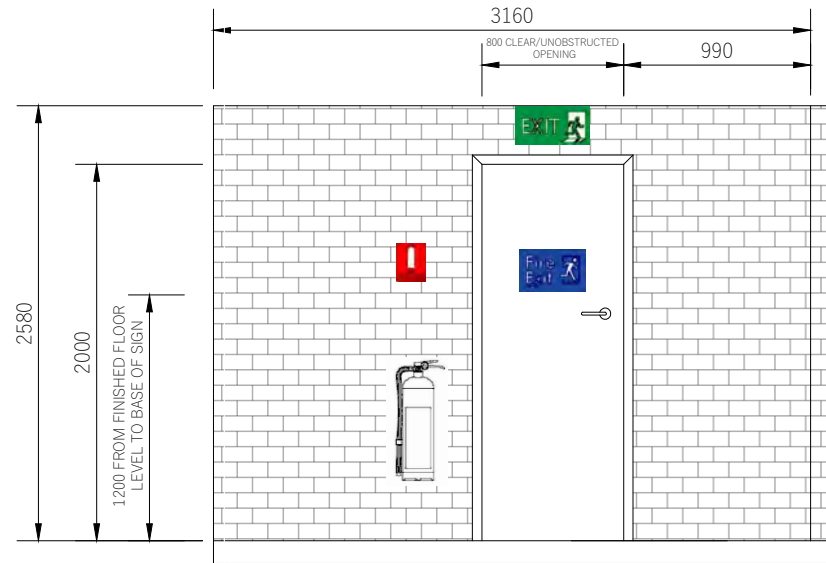 3160
800 CLEAR/UNOBSTRUCTED
OPENING
990
EXIT
Fire
Exit
2580
2000
1200 FROM FINISHED FLOOR
LEVEL TO BASE OF SIGN